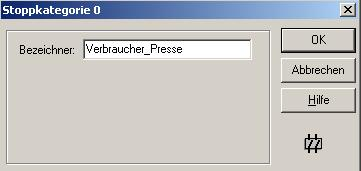 Stoppkategorie 0
Bezeichner: Verbraucher_Presse
OK
Abbrechen
Hilfe